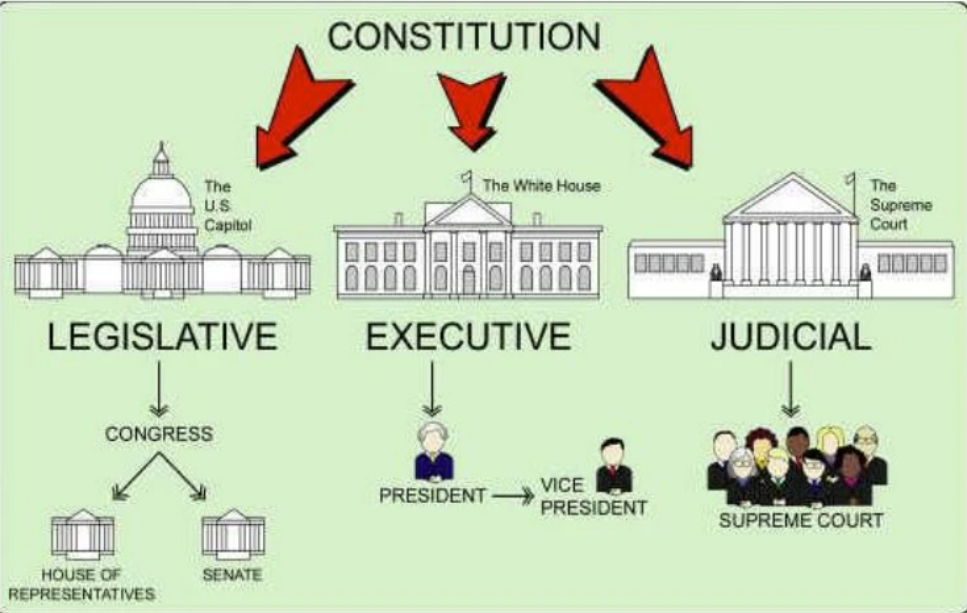 CONSTITUTION
The
U.S.
Capitol
The White House
The
Supreme
Court
LEGISLATIVE
EXECUTIVE
JUDICIAL
CONGRESS
PRESIDENT
VICE
PRESIDENT
SUPREME COURT
HOUSE OF
REPRESENTATIVES
SENATE